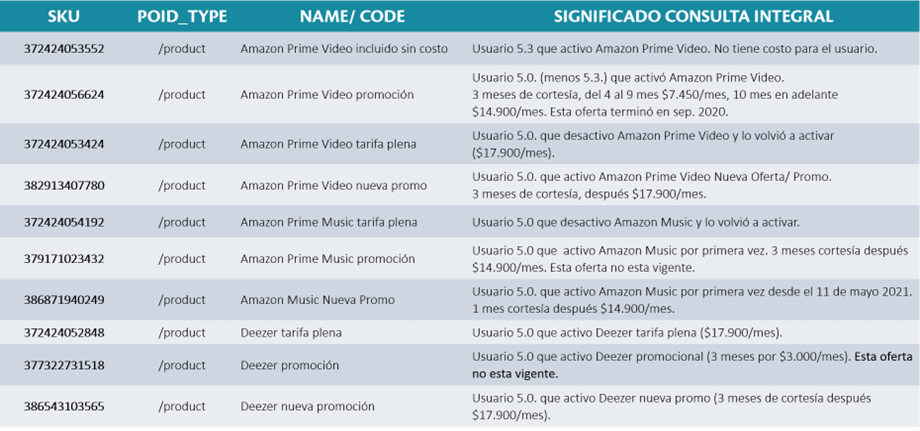 SKU POID_TYPE NAME/ CODE SIGNIFICADO CONSULTA INTEGRAL
372424053552 /product Amazon Prime Video incluido sin costo Usuario 5.3 que activo Amazon Prime Video. No tiene costo para el usuario.
372424056624 /product Amazon Prime Video promoción Usuario 5.0. (menos 5.3.) que activó Amazon Prime Video.
3 meses de cortesía, del 4 al 9 mes $7.450/mes, 10 mes en adelante
$14.900/mes. Esta oferta terminó en sep. 2020.
372424053424 /product Amazon Prime Video tarifa plena Usuario 5.0. que desactivo Amazon Prime Video y lo volvió a activar
($17.900/mes).
382913407780 /product Amazon Prime Video nueva promo Usuario 5.0. que activo Amazon Prime Video Nueva Oferta/ Promo.
3 meses de cortesía, después $17.900/mes.
372424054192 /product Amazon Prime Music tarifa plena Usuario 5.0 que desactivo Amazon Music y lo volvió a activar.
379171023432 /product Amazon Prime Music promoción Usuario 5.0 que activo Amazon Music por primera vez. 3 meses cortesía después
$14.900/mes. Esta oferta no esta vigente.
386871940249 /product Amazon Music Nueva Promo Usuario 5.0. que activo Amazon Music por primera vez desde el 11 de mayo 2021.
1 mes cortesía después $14.900/mes.
372424052848 /product Deezer tarifa plena Usuario 5.0 que activo Deezer tarifa plena ($17.900/mes).
377322731518 /product Deezer promoción Usuario 5.0 que activo Deezer promocional (3 meses por $3.000/mes). Esta oferta
no esta vigente.
386543103565 /product Deezer nueva promoción Usuario 5.0. que activo Deezer nueva promo (3 meses de cortesía después
$17.900/mes).